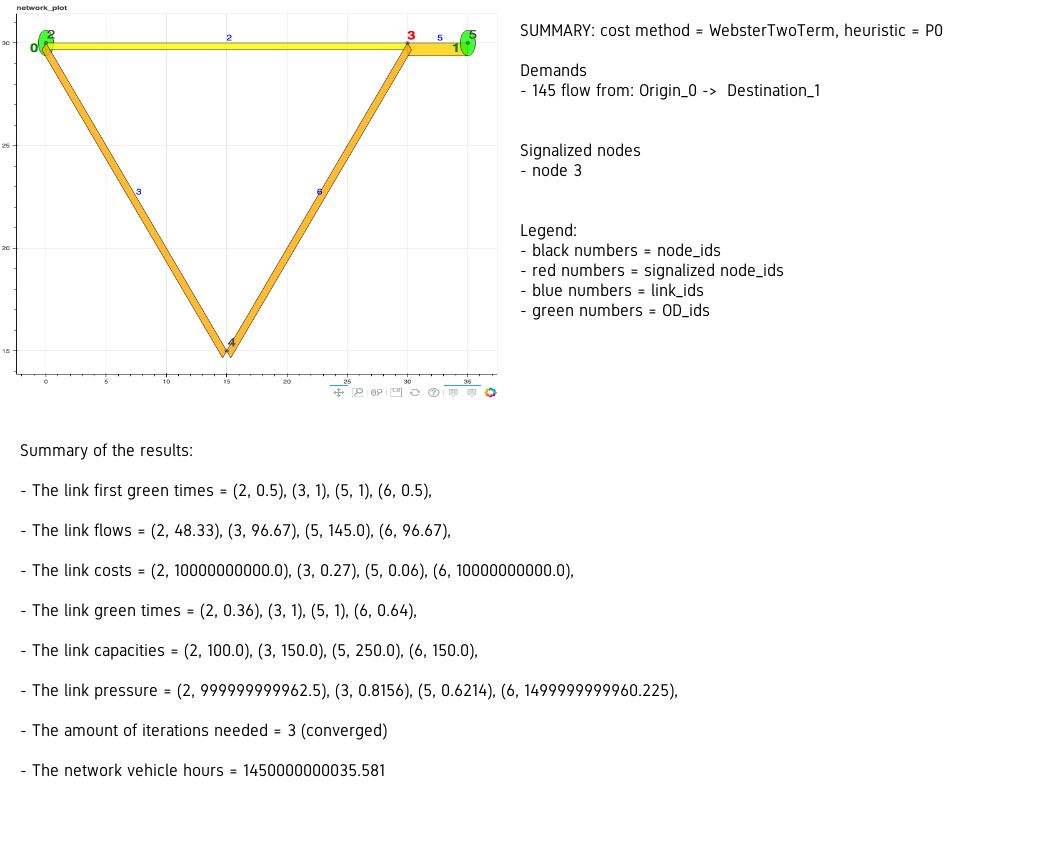 network_plot
30
25
20
15
0
5
10
15
20
25
30
35
2
0
2
3
5
1
5
3
6
4
SUMMARY: cost method = WebsterTwoTerm, heuristic = P0
Demands
- 145 flow from: Origin_0 -> Destination_1
Signalized nodes
- node 3
Legend:
- black numbers = node_ids
- red numbers = signalized node_ids
- blue numbers = link_ids
- green numbers = OD_ids
Summary of the results:
- The link first green times = (2, 0.5), (3, 1), (5, 1), (6, 0.5),
- The link flows = (2, 48.33), (3, 96.67), (5, 145.0), (6, 96.67),
- The link costs = (2, 10000000000.0), (3, 0.27), (5, 0.06), (6, 10000000000.0),
- The link green times = (2, 0.36), (3, 1), (5, 1), (6, 0.64),
- The link capacities = (2, 100.0), (3, 150.0), (5, 250.0), (6, 150.0),
- The link pressure = (2, 999999999962.5), (3, 0.8156), (5, 0.6214), (6, 1499999999960.225),
- The amount of iterations needed = 3 (converged)
- The network vehicle hours = 1450000000035.581